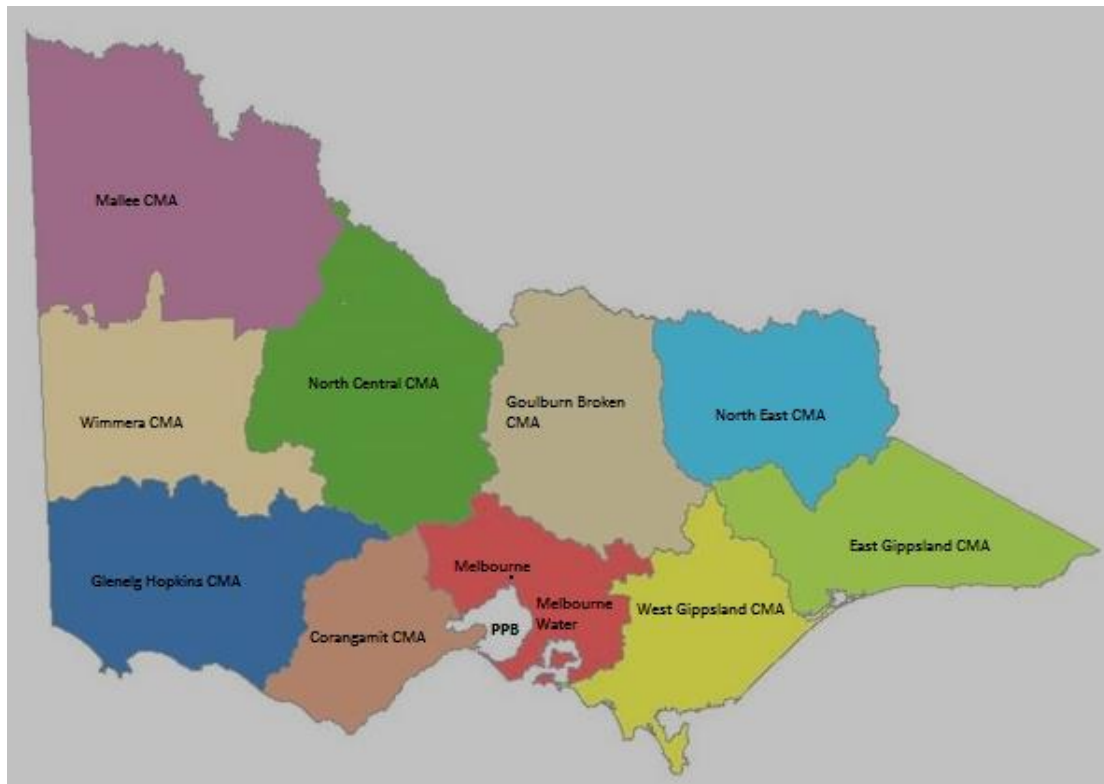 Mallee CMA
North Central CMA
Goulburn Broken
CMA
North East CMA
Wimmera CMA
East Gippsland CMA
Melbourne
Glenelg Hopkins CMA
Melbourne
Water
West Gippsland CMA
PPB
Corangamit CMA